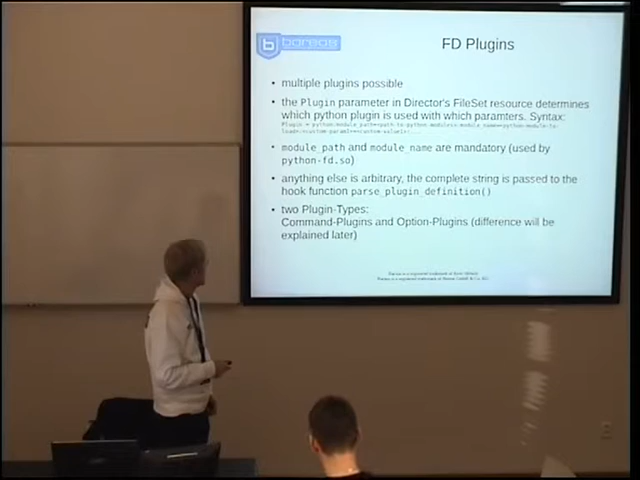 bareos
FD Plugins
• multiple plugins possible
• the Plugin parameter in Director's FileSet resource determines
which python plugin is used with which paramters. Syntax:
• module_path and module_name are mandatory (used by
python-fd.so)
• anything else is arbitrary, the complete string is passed to the
hook function parse_plugin_definition()
• two Plugin-Types:
Command-Plugins and Option-Plugins (difference will be
explained later)